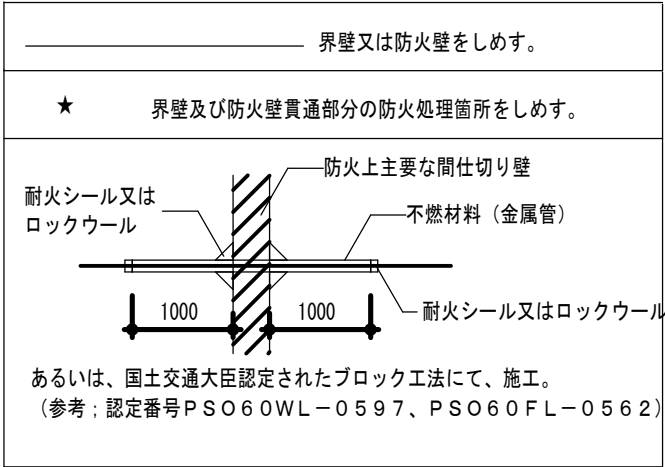 界壁又は防火壁をしめす。
★ 界壁及び防火壁貫通部分の防火処理箇所をしめす。
防火上主要な間仕切り壁
耐火シール又は
ロックウール
不燃材料（金属管）
1000 1000
耐火シール又はロックウール
あるいは、国土交通大臣認定されたブロック工法にて、施工。
（参考；認定番号ＰＳＯ６０ＷＬ－０５９７、ＰＳＯ６０ＦＬ－０５６２）